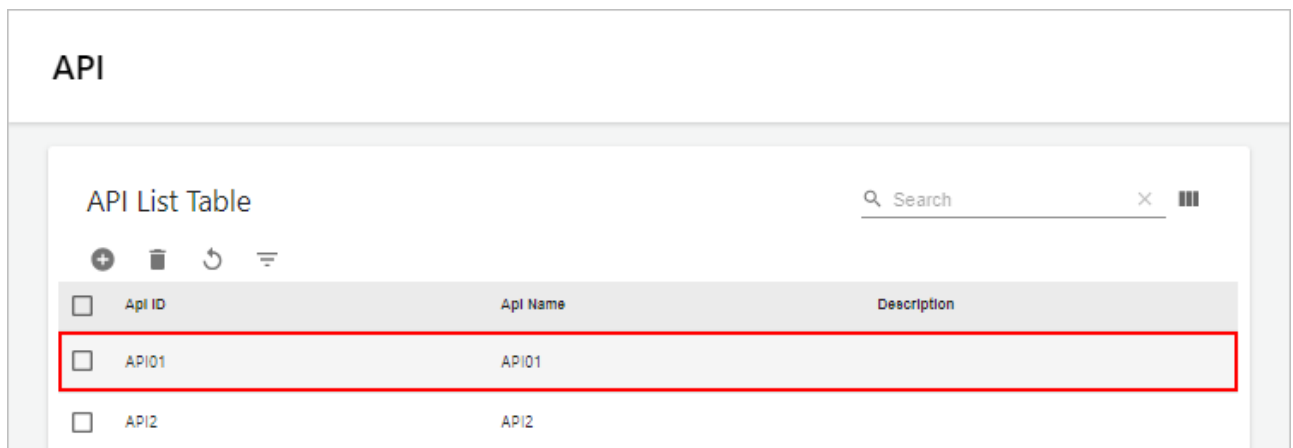 API
API List Table
Search
Api ID Api Name Description
API01 API01
API2 API2